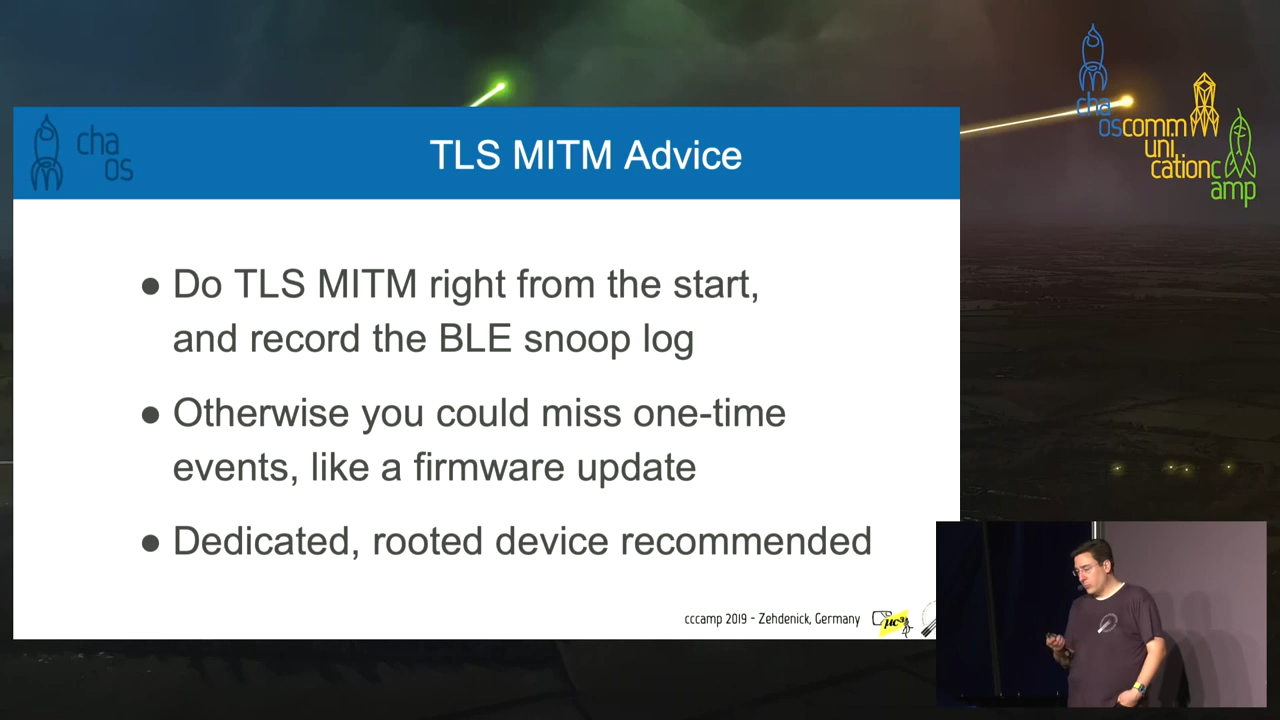 cha
os
TLS MITM Advice
● Do TLS MITM right from the start,
and record the BLE snoop log
● Otherwise you could miss one-time
events, like a firmware update
● Dedicated, rooted device recommended
cccamp 2019 - Zehdenick, Germany
µc³
cha
oscomm
uni
cationc
amp